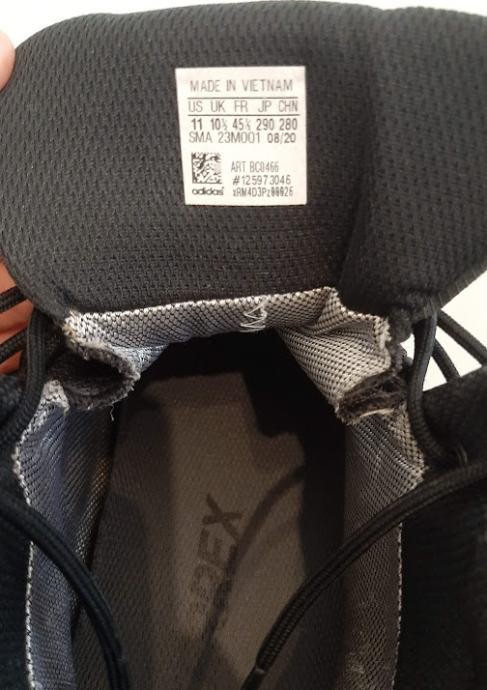 MADE IN VIETNAM
US UK FR JP CHN
11 10½ 45⅓ 290 280
SMA 23M001 08/20
ART BC0466
#125973046
adidas xRM4D3Pz00026